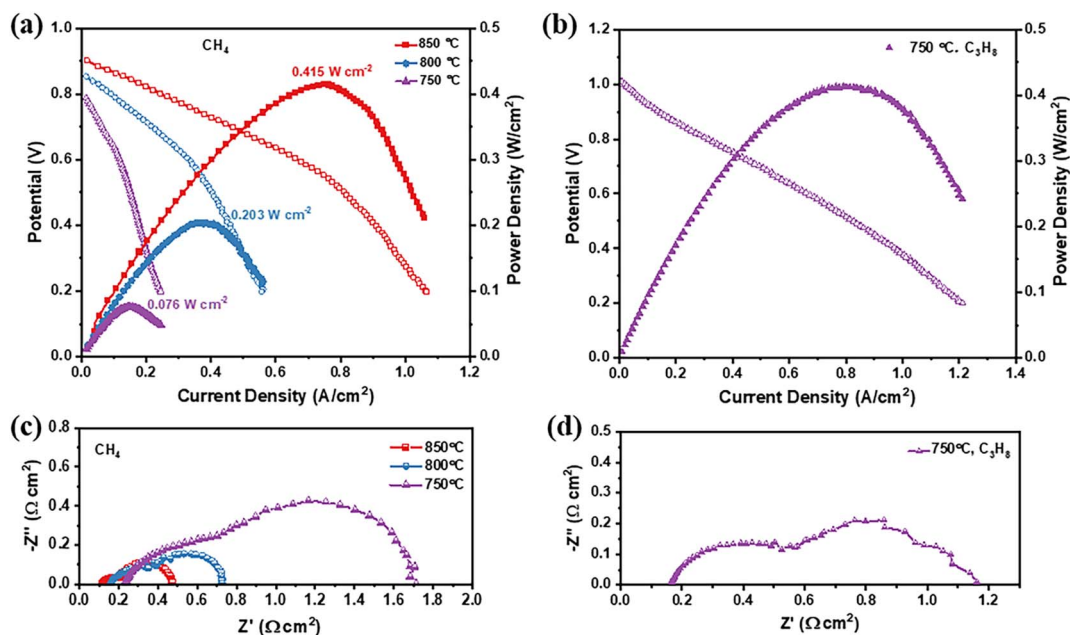 (a)
CH4
850 ℃
800 ℃
750 ℃
0.415 W cm-2
0.203 W cm-2
0.076 W cm-2
Potential (V)
1.0
0.8
0.6
0.4
0.2
0.0
Power Density (W/cm2)
0.5
0.4
0.3
0.2
0.1
0.0
0.0 0.2 0.4 0.6 0.8 1.0 1.2
Current Density (A/cm2)
(b)
750 ℃. C3H8
Potential (V)
1.2
1.0
0.8
0.6
0.4
0.2
0.0
Power Density (W/cm2)
0.5
0.4
0.3
0.2
0.1
0.0
0.0 0.2 0.4 0.6 0.8 1.0 1.2 1.4
Current Density (A/cm2)
(c)
CH4
850oC
800oC
750oC
-Z'' (Ω cm2)
0.8
0.6
0.4
0.2
0.0
0.0 0.2 0.4 0.6 0.8 1.0 1.2 1.4 1.6 1.8 2.0
Z' (Ω cm2)
(d)
750oC, C3H8
-Z'' (Ω cm2)
0.5
0.4
0.3
0.2
0.1
0.0
0.0 0.2 0.4 0.6 0.8 1.0 1.2
Z' (Ω cm2)